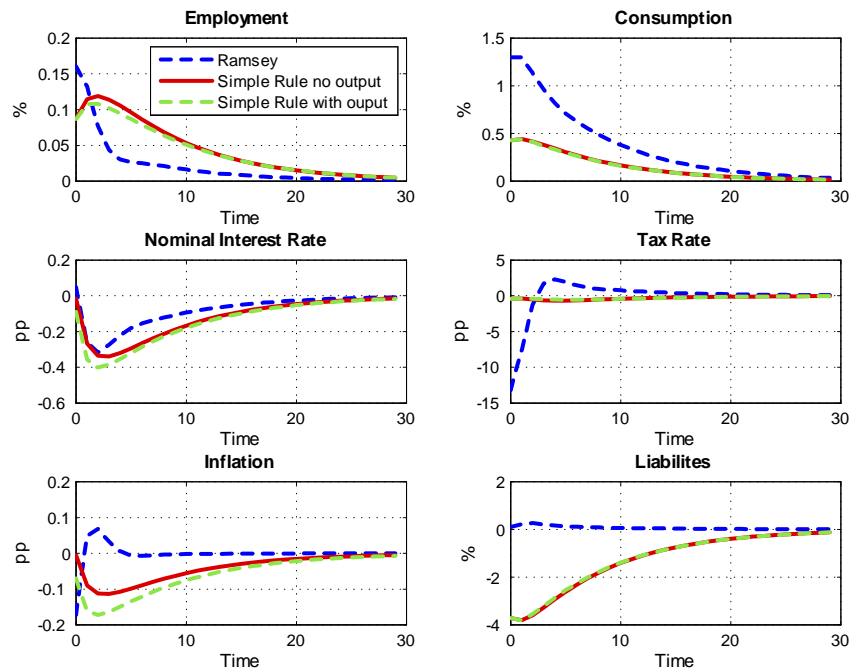 Employment
0.2
0.15
0.1
0.05
0
%
0 10 20 30
Time
Ramsey
Simple Rule no output
Simple Rule with ouput
Consumption
1.5
1
0.5
0
%
0 10 20 30
Time
Nominal Interest Rate
0.2
0
-0.2
-0.4
-0.6
pp
0 10 20 30
Time
Tax Rate
5
0
-5
-10
-15
pp
0 10 20 30
Time
Inflation
0.2
0.1
0
-0.1
-0.2
pp
0 10 20 30
Time
Liabilites
2
0
-2
-4
%
0 10 20 30
Time